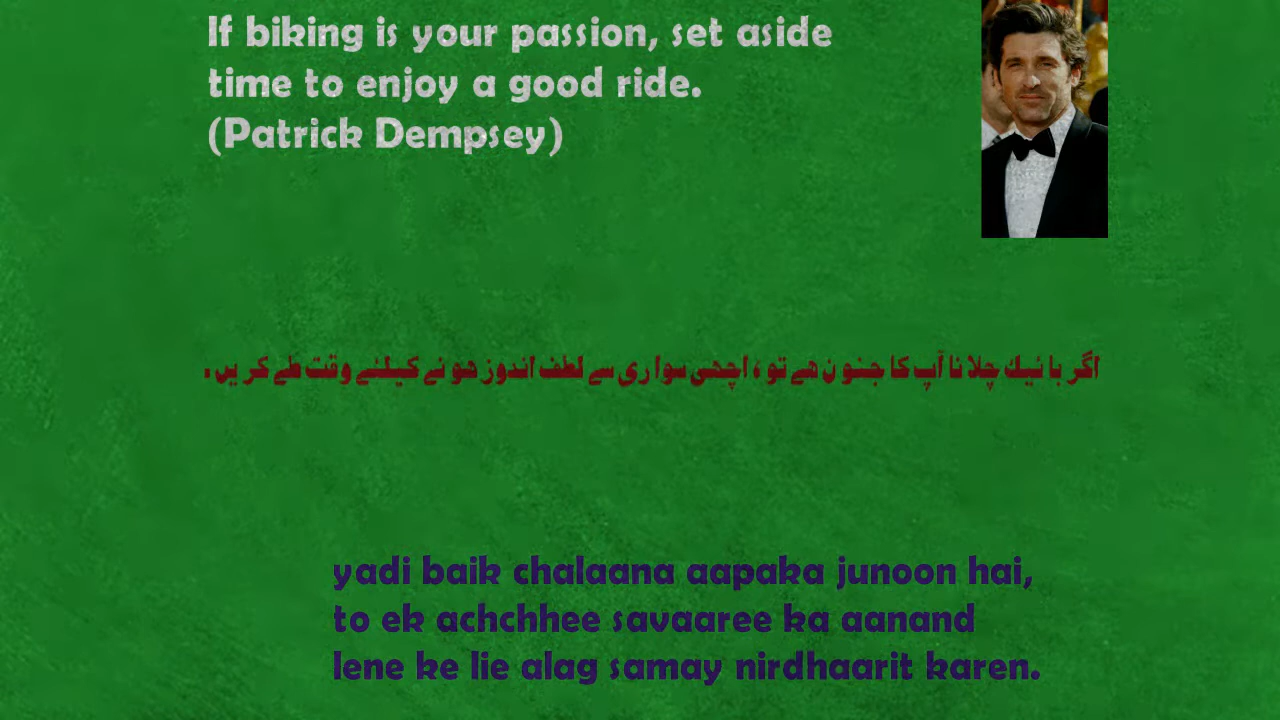 If biking is your passion, set aside
time to enjoy a good ride.
(Patrick Dempsey)
اگر بائیک چلانا آپ کا جنون ھے تو ، اچھی سواری سے لطف اندوز ھونے کیلئے وقت طے کریں ۔
yadi baik chalaana aapaka junoon hai,
to ek achchhee savaaree ka aanand
lene ke lie alag samay nirdhaarit karen.